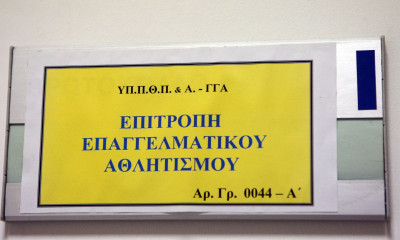 ΥΠ.Π.Θ.Π. & Α. - ΓΓΑ
ΕΠΙΤΡΟΠΗ
ΕΠΑΓΓΕΛΜΑΤΙΚΟΥ
ΑΘΛΗΤΙΣΜΟΥ
Αρ. Γρ. 0044 – Α΄